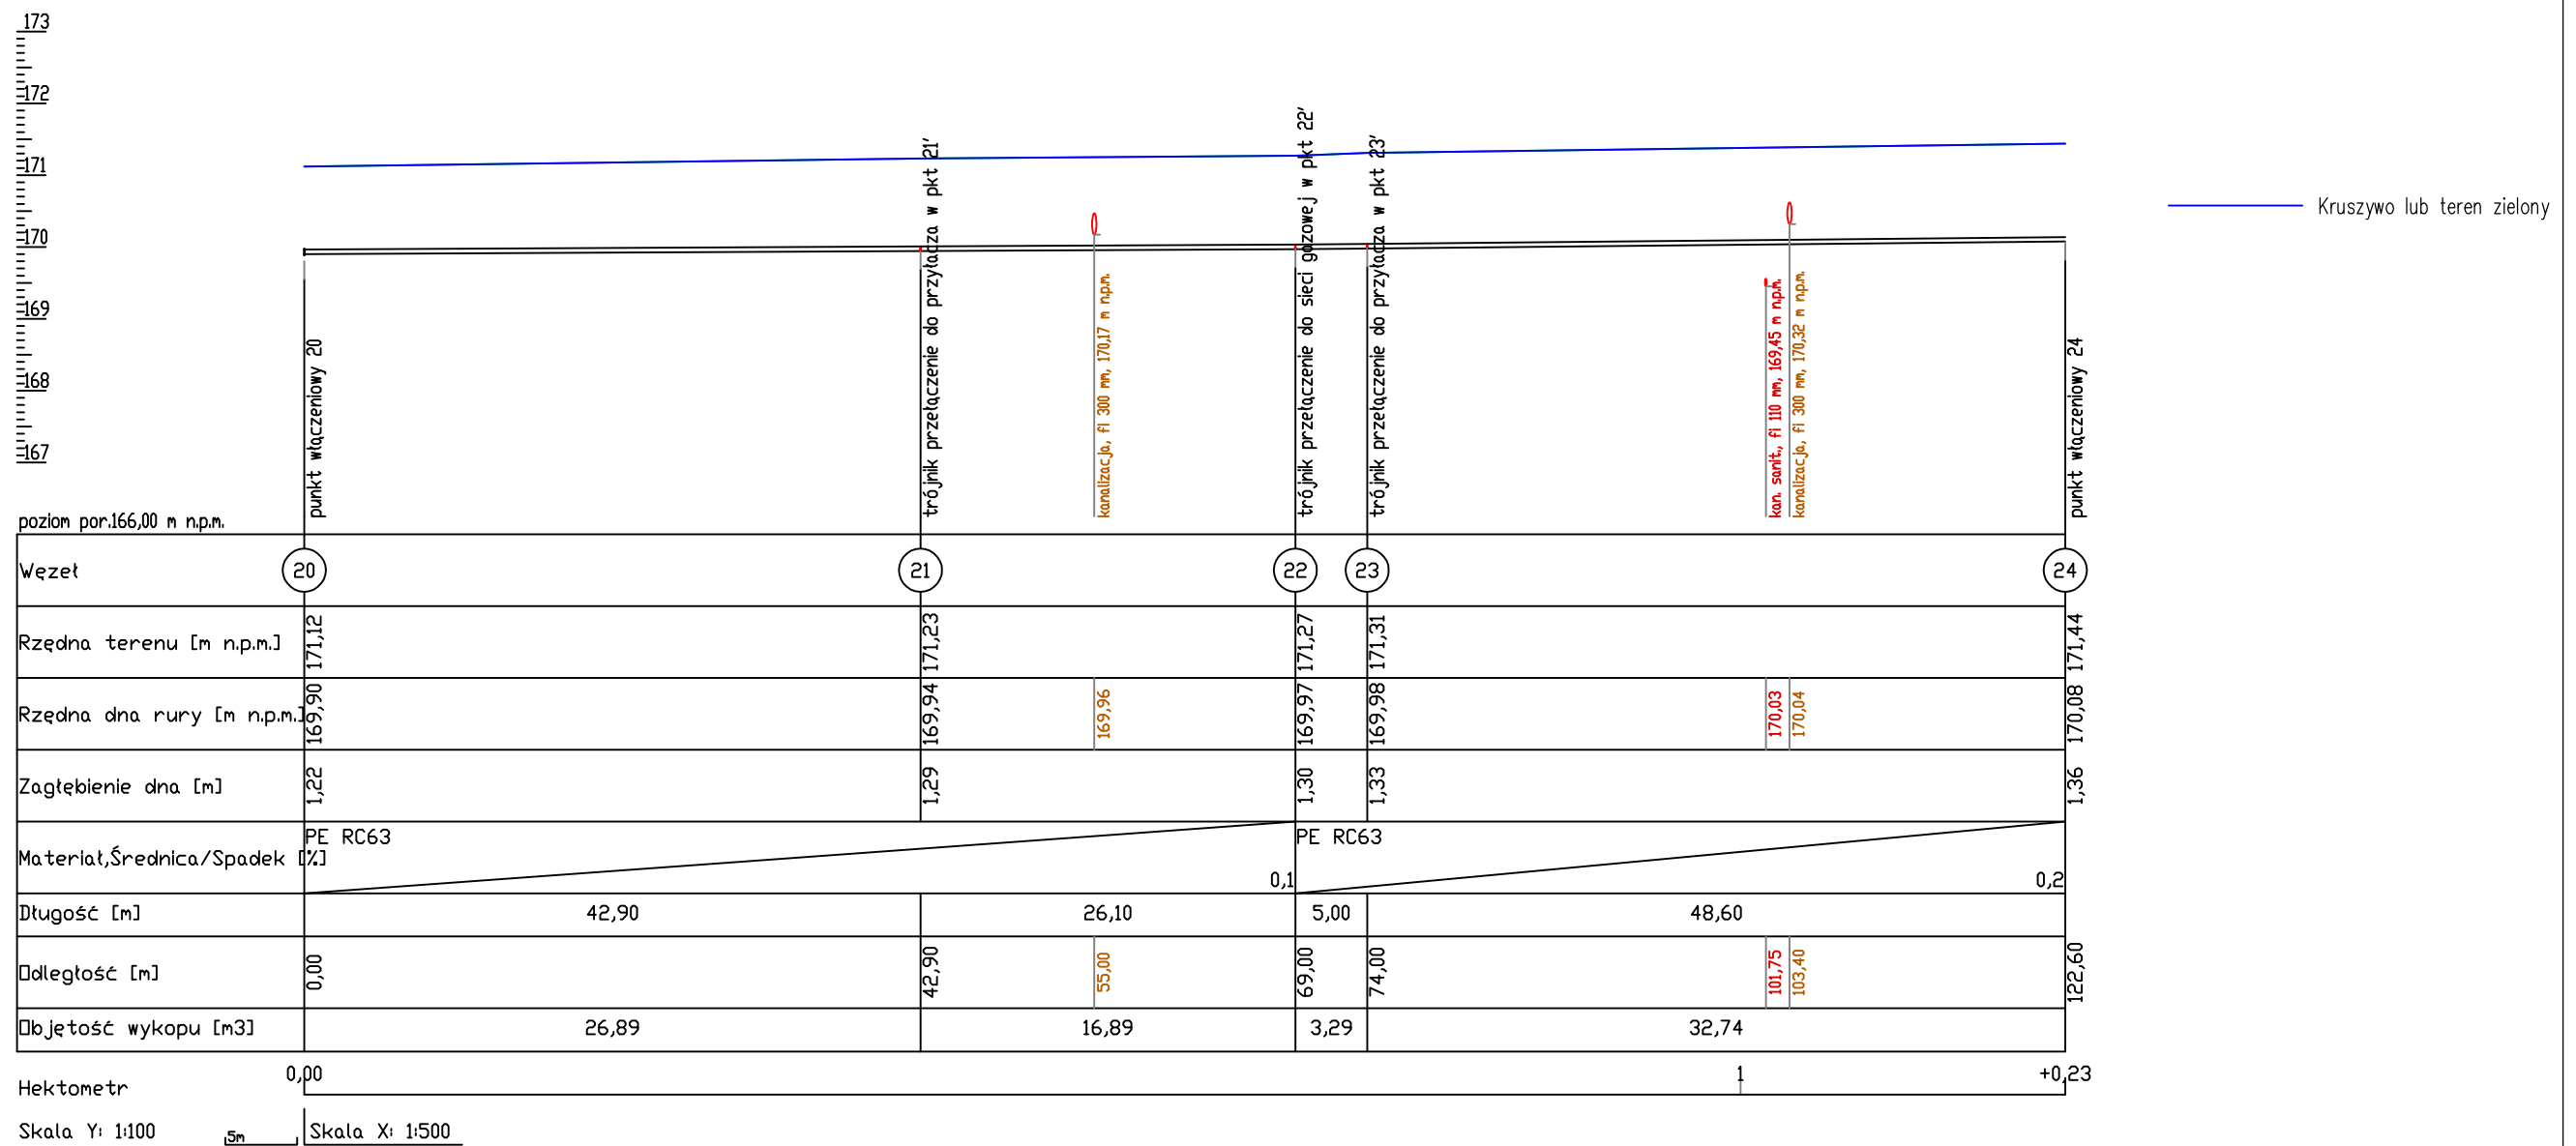 173
172
171
170
169
168
167
poziom por.166,00 m n.p.m.
punkt włączeniowy 20
trójnik przełączenie do przyłącza w pkt 21'
kanalizacja, fi 300 mm, 170,17 m n.p.m.
trójnik przełączenie do sieci gazowej w pkt 22'
trójnik przełączenie do przyłącza w pkt 23'
kan. sanit., fi 110 mm, 169,45 m n.p.m.
kanalizacja, fi 300 mm, 170,32 m n.p.m.
punkt włączeniowy 24
Kruszywo lub teren zielony
Węzeł 20 21 22 23 24
Rzędna terenu [m n.p.m.] 171,12 171,23 171,27 171,31 171,44
Rzędna dna rury [m n.p.m.] 169,90 169,94 169,96 169,97 169,98 170,03 170,04 170,08
Zagłębienie dna [m] 1,22 1,29 1,30 1,33 1,36
Materiał,Średnica/Spadek [%] PE RC63 0,1 PE RC63 0,2
Długość [m] 42,90 26,10 5,00 48,60
Odległość [m] 0,00 42,90 55,00 69,00 74,00 101,75 103,40 122,60
Objętość wykopu [m3] 26,89 16,89 3,29 32,74
Hektometr 0,00 1 +0,23
Skala Y: 1:100 5m Skala X: 1:500